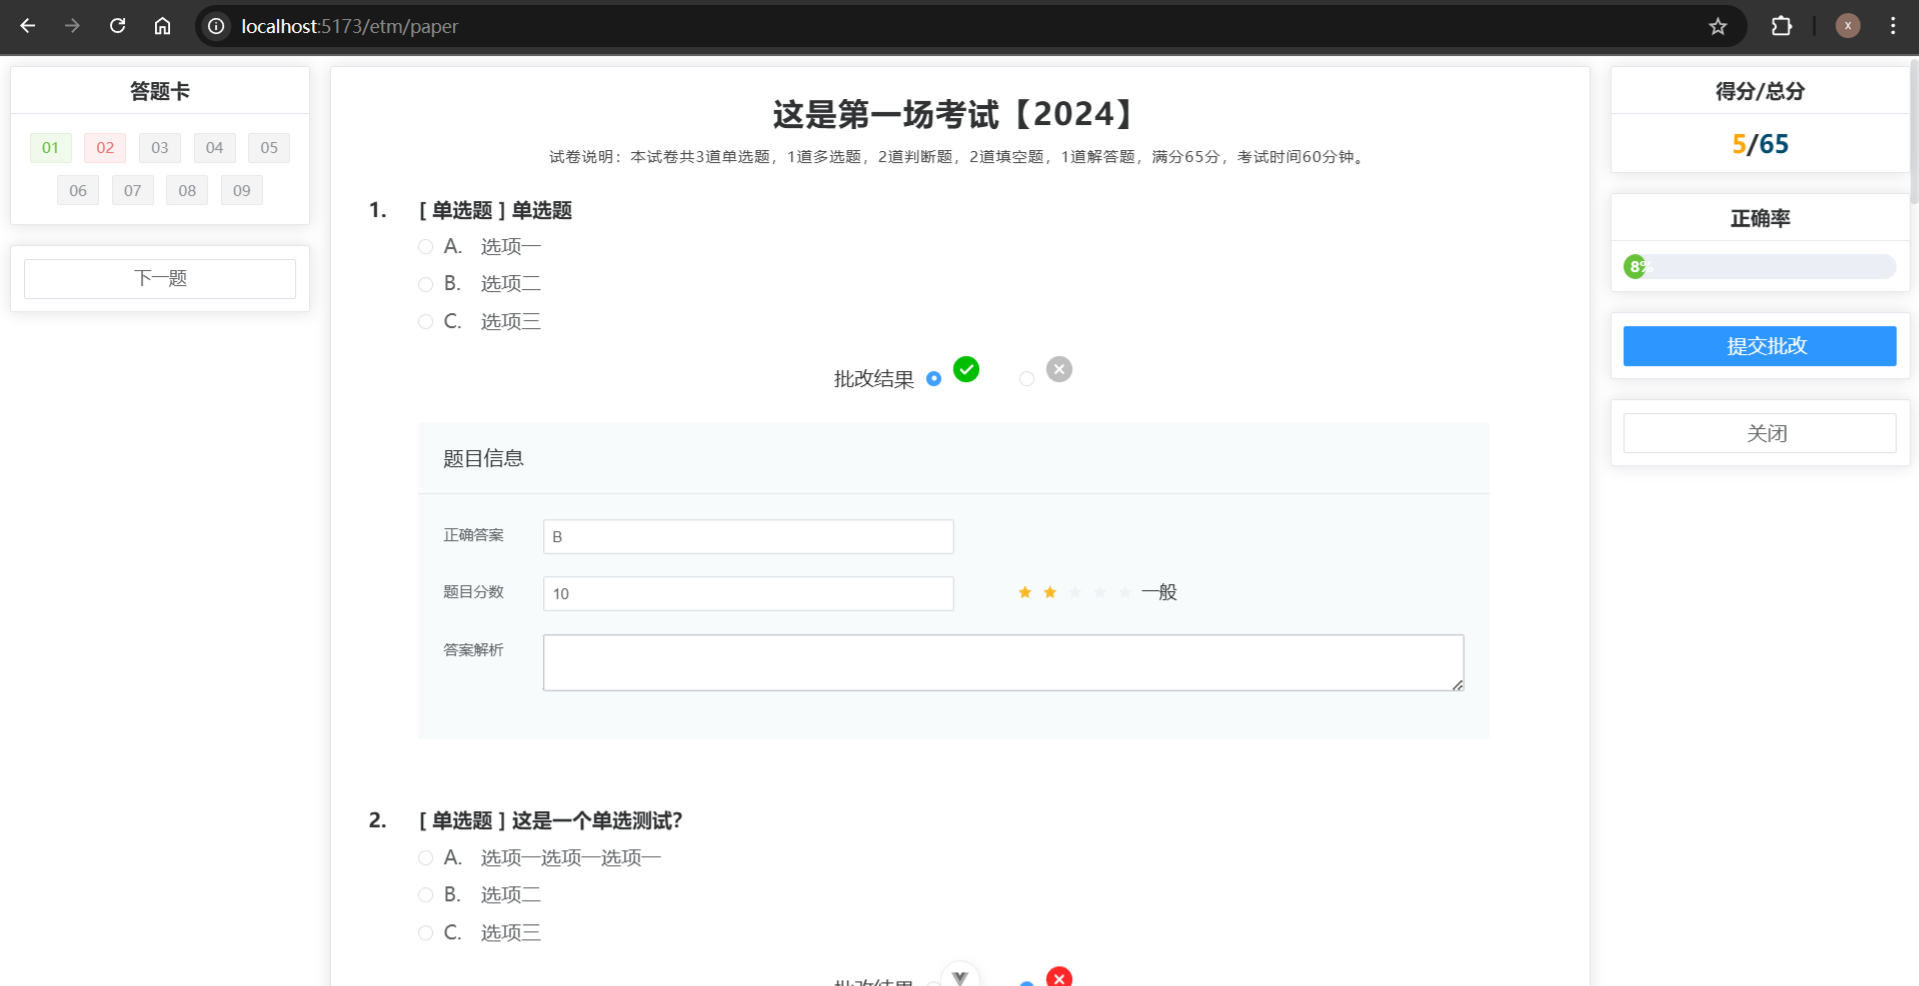 localhost:5173/etm/paper
x
答题卡
01 02 03 04 05
06 07 08 09
下一题
这是第一场考试【2024】
试卷说明：本试卷共3道单选题，1道多选题，2道判断题，2道填空题，1道解答题，满分65分，考试时间60分钟。
1. [ 单选题 ] 单选题
A. 选项一
B. 选项二
C. 选项三
批改结果
题目信息
正确答案 B
题目分数 10 一般
答案解析
2. [ 单选题 ] 这是一个单选测试?
A. 选项一选项一选项一
B. 选项二
C. 选项三
批改结果
得分/总分
5/65
正确率
8%
提交批改
关闭